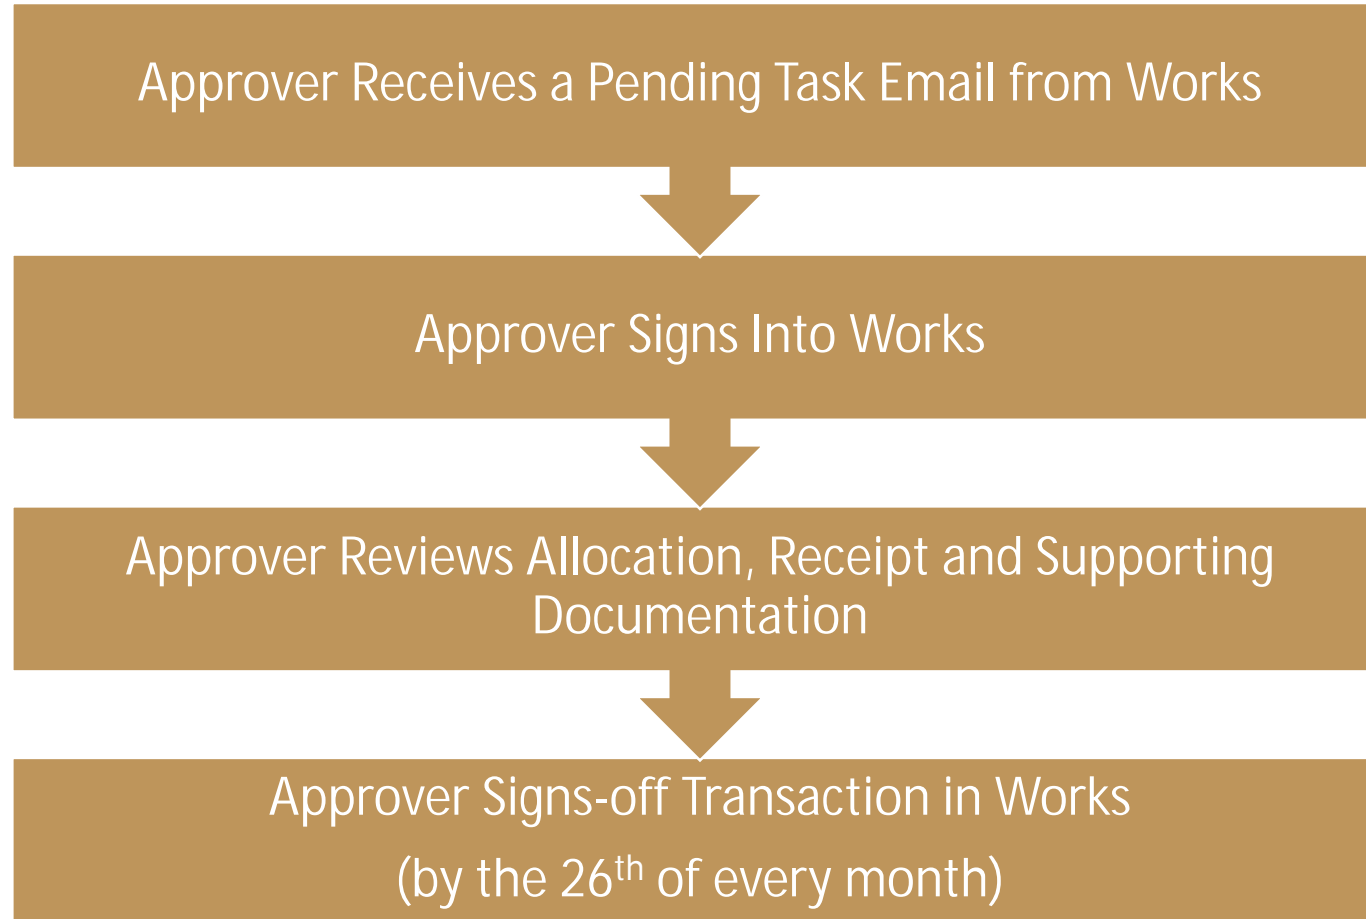 Approver Receives a Pending Task Email from Works
Approver Signs Into Works
Approver Reviews Allocation, Receipt and Supporting
Documentation
Approver Signs-off Transaction in Works
(by the 26th of every month)